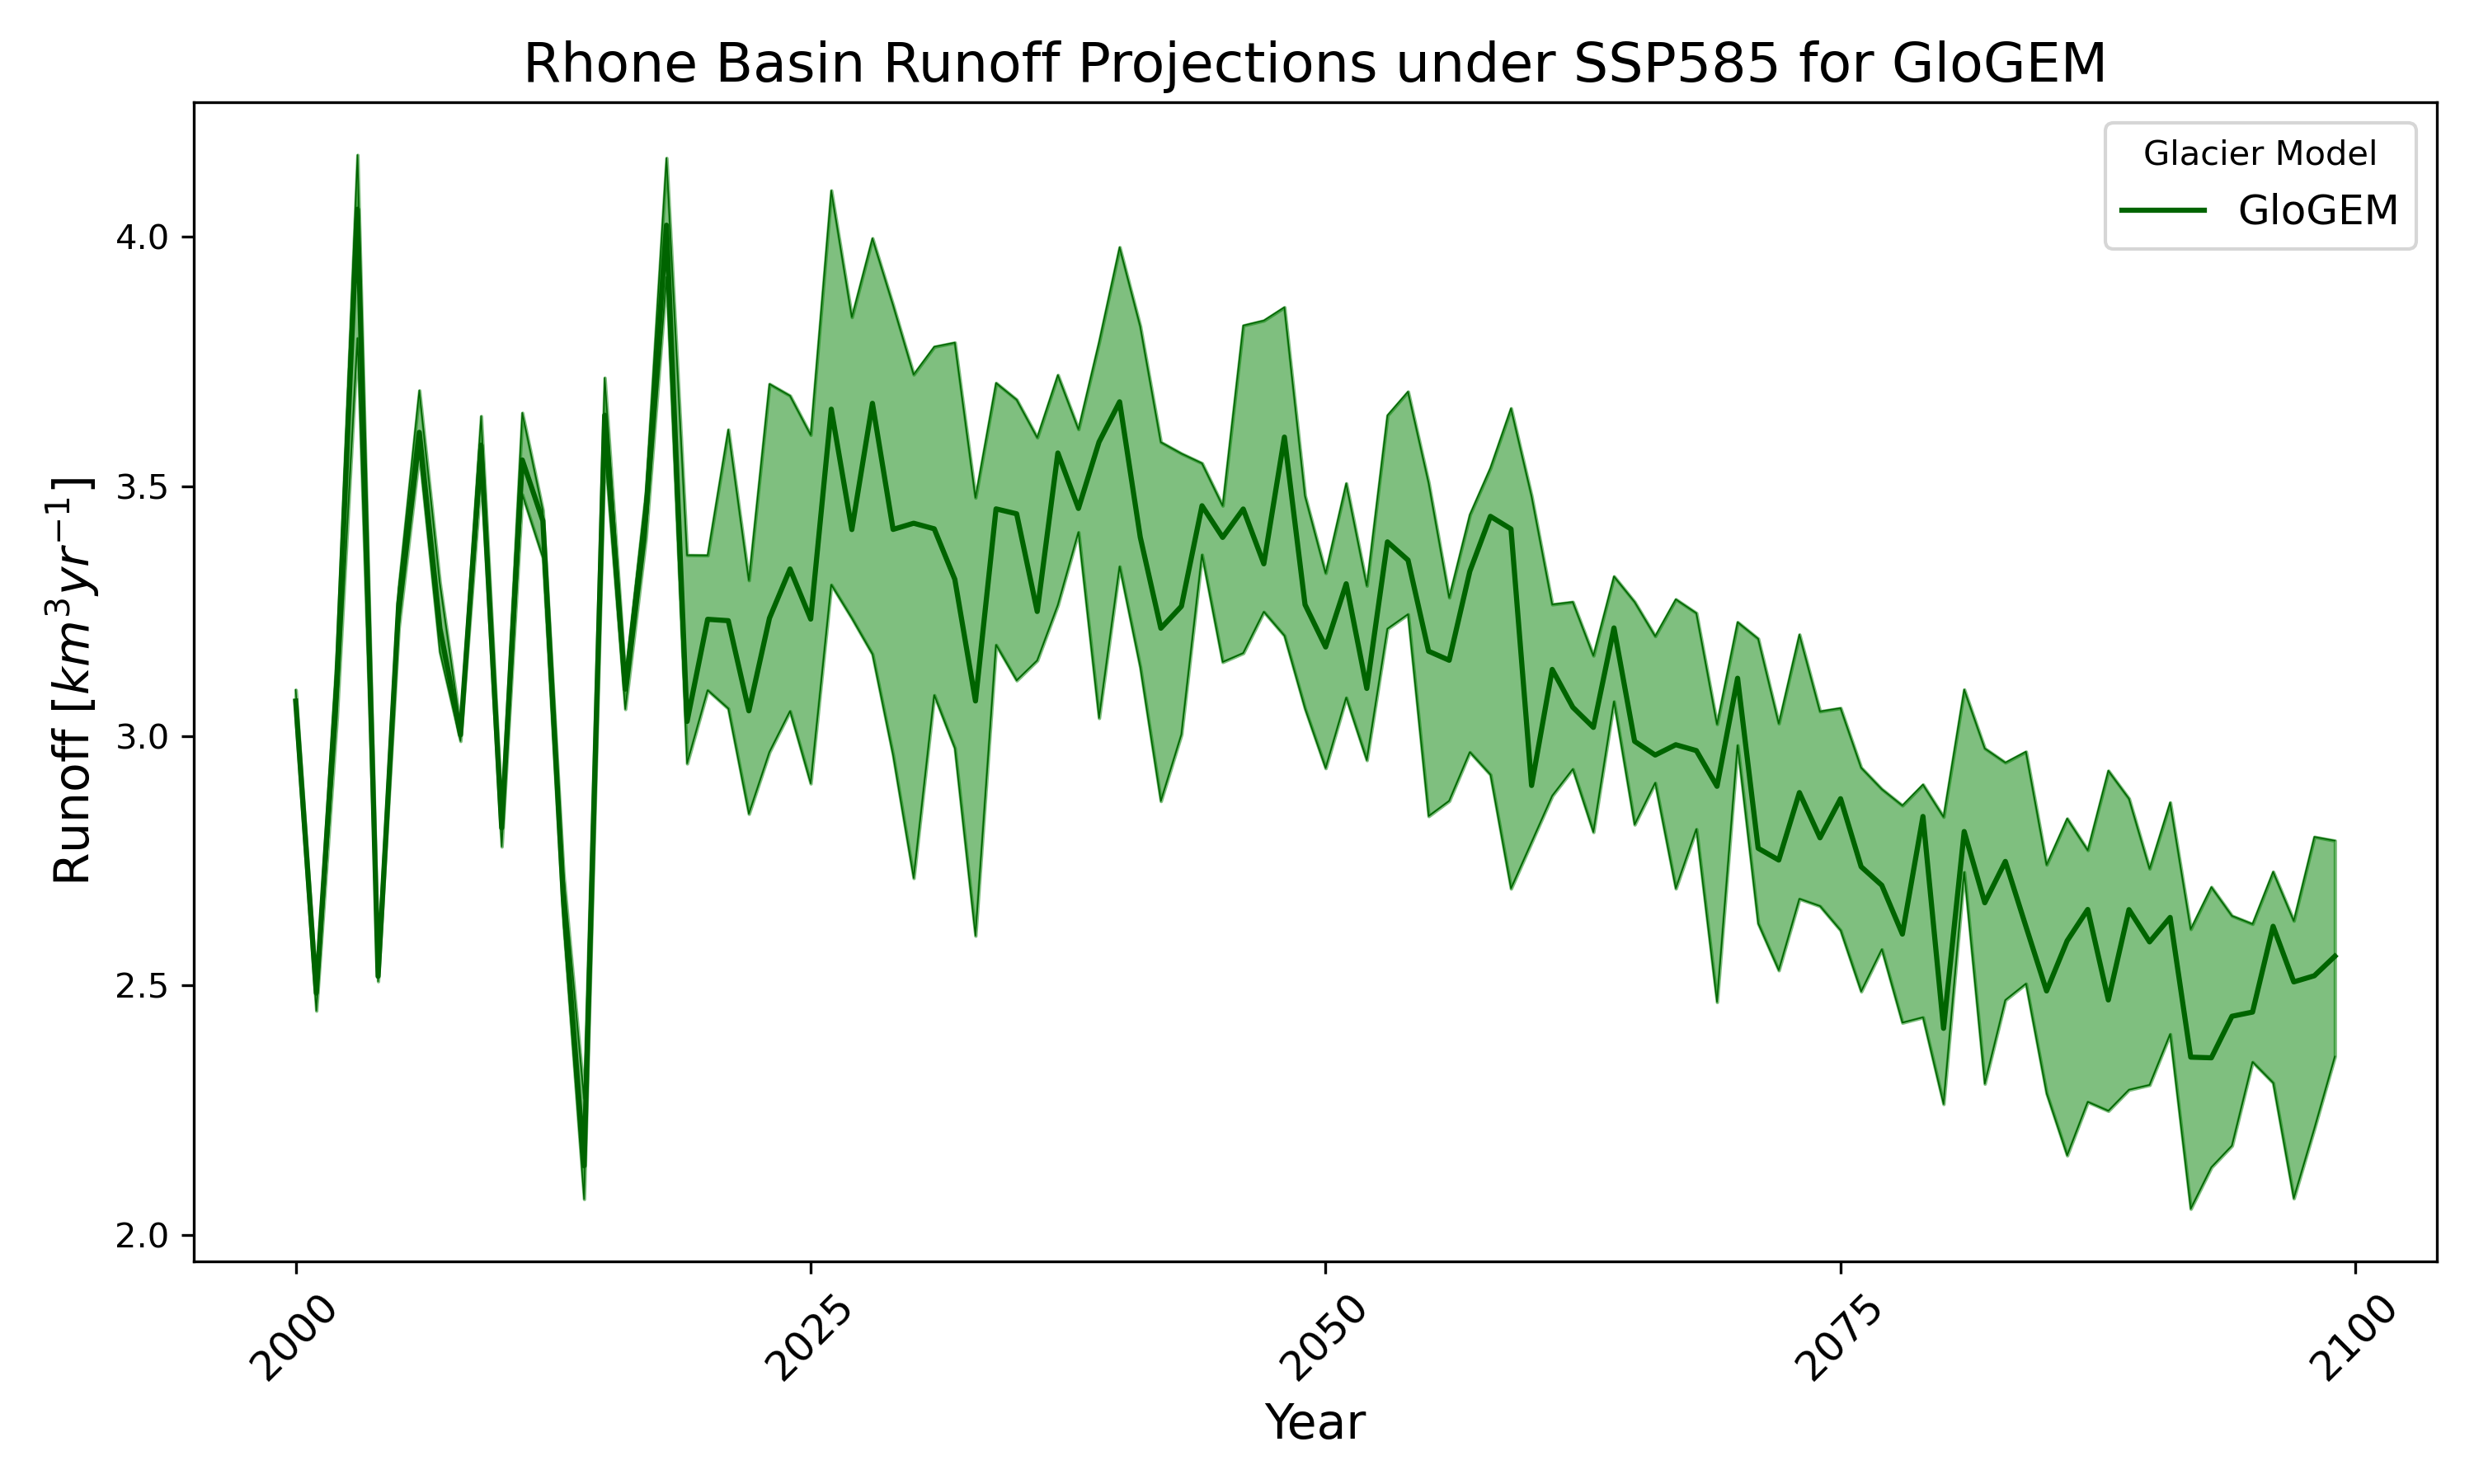 Rhone Basin Runoff Projections under SSP585 for GloGEM
Glacier Model
GloGEM
Runoff [km³yr⁻¹]
4.0
3.5
3.0
2.5
2.0
2000
2025
2050
2075
2100
Year